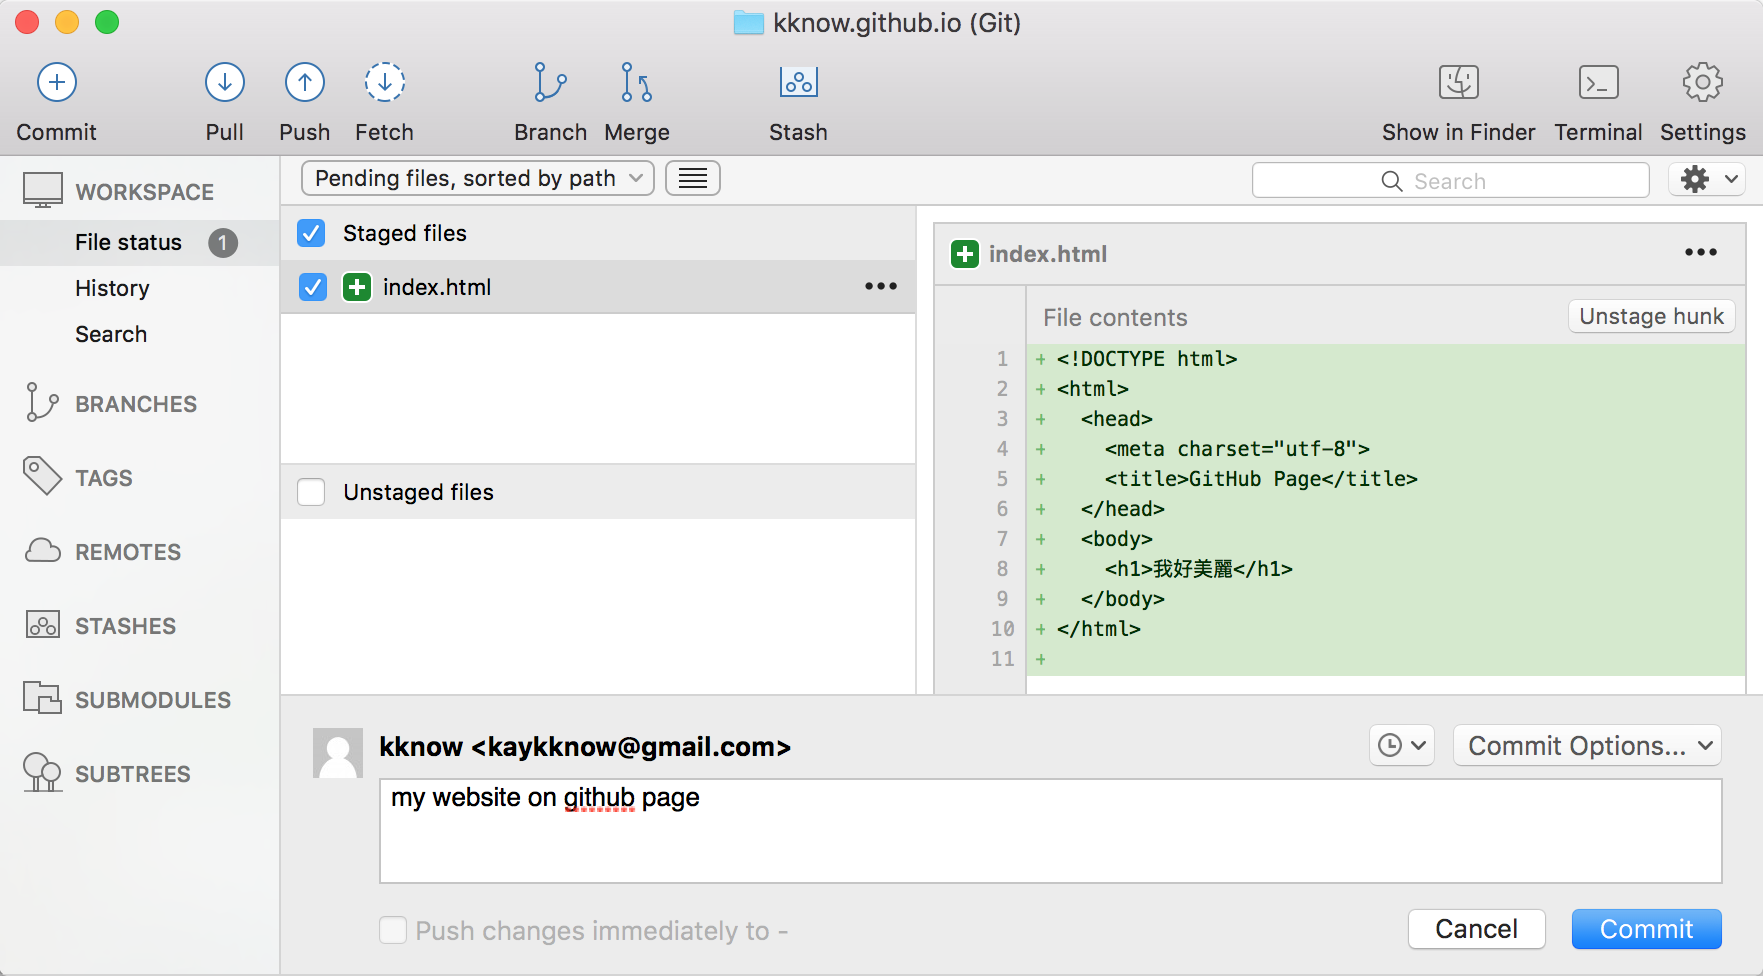 kknow.github.io (Git)
Commit Pull Push Fetch Branch Merge Stash Show in Finder Terminal Settings
WORKSPACE
File status 1
History
Search
BRANCHES
TAGS
REMOTES
STASHES
SUBMODULES
SUBTREES
Pending files, sorted by path
Search
Staged files
index.html
Unstaged files
index.html
File contents Unstage hunk
1 + <!DOCTYPE html>
2 + <html>
3 + <head>
4 + <meta charset="utf-8">
5 + <title>GitHub Page</title>
6 + </head>
7 + <body>
8 + <h1>我好美麗</h1>
9 + </body>
10 + </html>
11 +
kknow <kaykknow@gmail.com>
Commit Options...
my website on github page
Push changes immediately to -
Cancel Commit